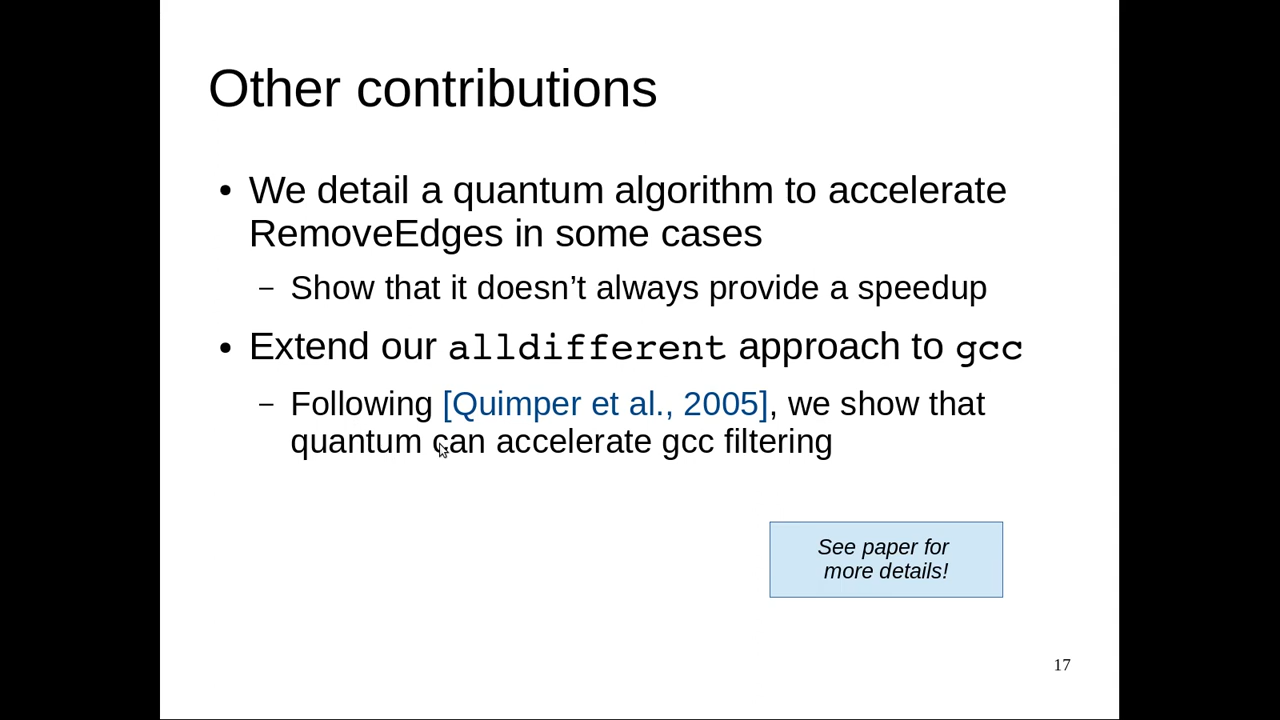 Other contributions
• We detail a quantum algorithm to accelerate
RemoveEdges in some cases
– Show that it doesn’t always provide a speedup
• Extend our alldifferent approach to gcc
– Following [Quimper et al., 2005], we show that
quantum can accelerate gcc filtering
See paper for
more details!
17